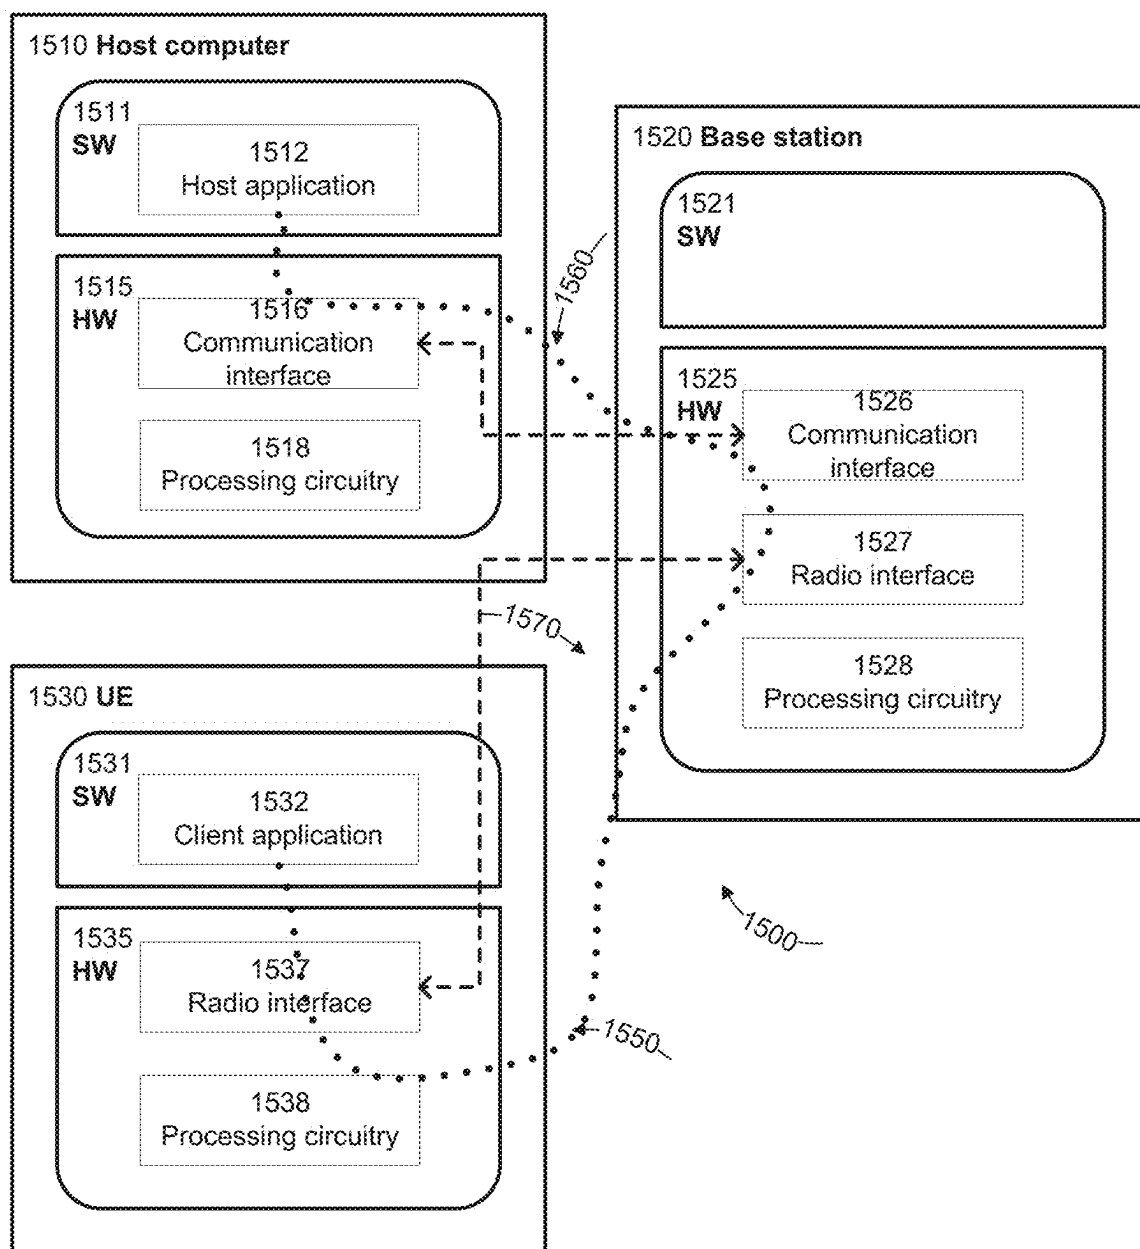 1510 Host computer
1511
SW
1512
Host application
1515
HW
1516
Communication
interface
1518
Processing circuitry
1560
1520 Base station
1521
SW
1525
HW
1526
Communication
interface
1527
Radio interface
1528
Processing circuitry
1570
1530 UE
1531
SW
1532
Client application
1535
HW
1537
Radio interface
1538
Processing circuitry
1500
1550